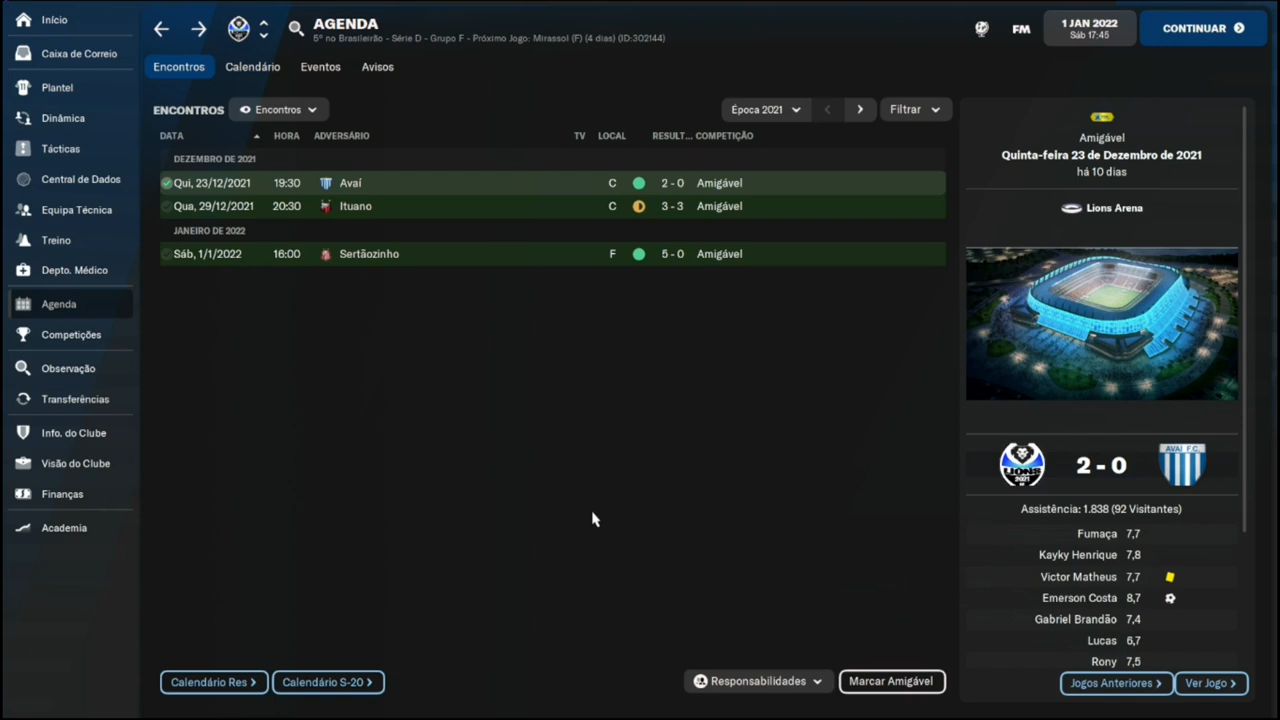 Início
Caixa de Correio
Plantel
Dinâmica
Tácticas
Central de Dados
Equipa Técnica
Treino
Depto. Médico
Agenda
Competições
Observação
Transferências
Info. do Clube
Visão do Clube
Finanças
Academia
AGENDA
5º no Brasileirão - Série D - Grupo F - Próximo Jogo: Mirassol (F) (4 dias) (ID:302144)
FM
1 JAN 2022
Sáb 17:45
CONTINUAR
Encontros Calendário Eventos Avisos
ENCONTROS Encontros Época 2021 Filtrar
DATA HORA ADVERSÁRIO TV LOCAL RESULT... COMPETIÇÃO
DEZEMBRO DE 2021
Qui, 23/12/2021 19:30 Avaí C 2 - 0 Amigável
Qua, 29/12/2021 20:30 Ituano C 3 - 3 Amigável
JANEIRO DE 2022
Sáb, 1/1/2022 16:00 Sertãozinho F 5 - 0 Amigável
Calendário Res Calendário S-20 Responsabilidades Marcar Amigável
Amigável
Quinta-feira 23 de Dezembro de 2021
há 10 dias
Lions Arena
LIONS
2021
2 - 0
AVAÍ F.C.
Assistência: 1.838 (92 Visitantes)
Fumaça 7,7
Kayky Henrique 7,8
Victor Matheus 7,7
Emerson Costa 8,7
Gabriel Brandão 7,4
Lucas 6,7
Rony 7,5
Jogos Anteriores Ver Jogo